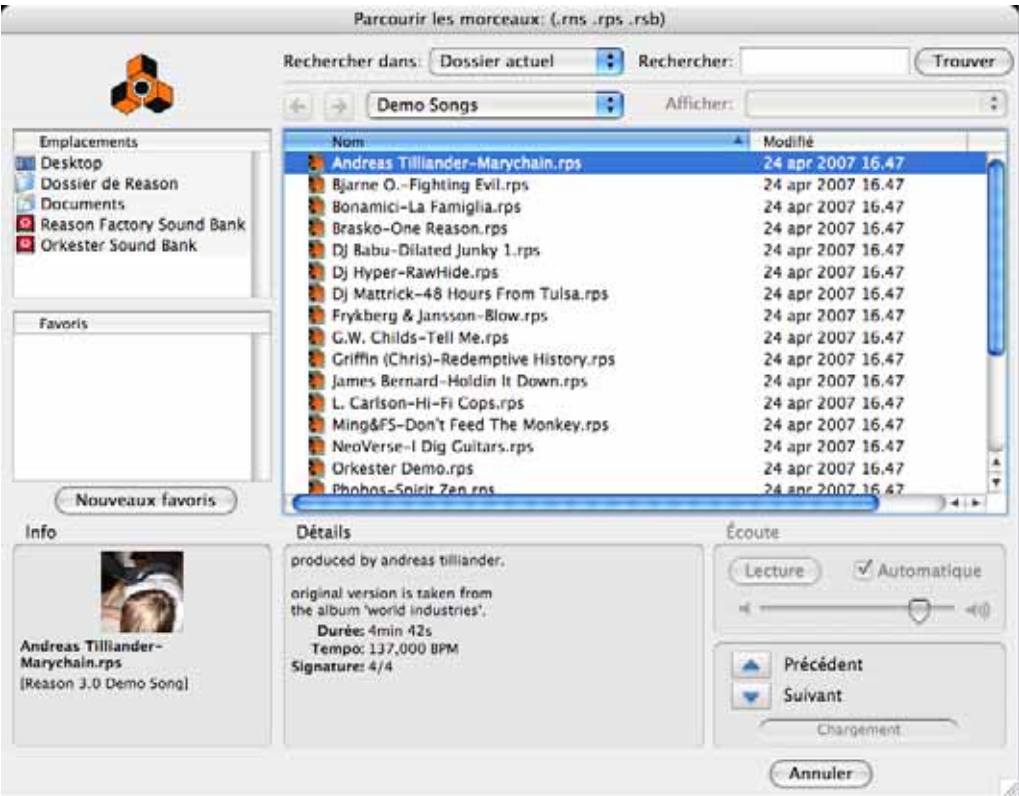 Parcourir les morceaux: (.rns .rps .rsb)
Rechercher dans: Dossier actuel Rechercher: Trouver
Demo Songs Afficher:
Emplacements
Desktop
Dossier de Reason
Documents
Reason Factory Sound Bank
Orkester Sound Bank
Favoris
Nouveaux favoris
Nom Modifié
Andreas Tilliander-Marychain.rps 24 apr 2007 16.47
Bjarne O.-Fighting Evil.rps 24 apr 2007 16.47
Bonamici-La Famiglia.rps 24 apr 2007 16.47
Brasko-One Reason.rps 24 apr 2007 16.47
Dj Babu-Dilated Junky 1.rps 24 apr 2007 16.47
Dj Hyper-RawHide.rps 24 apr 2007 16.47
Dj Mattrick-48 Hours From Tulsa.rps 24 apr 2007 16.47
Frykberg & Jansson-Blow.rps 24 apr 2007 16.47
G.W. Childs-Tell Me.rps 24 apr 2007 16.47
Griffin (Chris)-Redemptive History.rps 24 apr 2007 16.47
James Bernard-Holdin It Down.rps 24 apr 2007 16.47
L. Carlson-Hi-Fi Cops.rps 24 apr 2007 16.47
Ming&FS-Don't Feed The Monkey.rps 24 apr 2007 16.47
NeoVerse-I Dig Guitars.rps 24 apr 2007 16.47
Orkester Demo.rps 24 apr 2007 16.47
Phobos-Spirit Zen.rps 24 apr 2007 16.47
Info
Andreas Tilliander-
Marychain.rps
[Reason 3.0 Demo Song]
Détails
produced by andreas tilliander.
original version is taken from
the album 'world industries'.
Durée: 4min 42s
Tempo: 137,000 BPM
Signature: 4/4
Écoute
Lecture Automatique
Précédent
Suivant
Chargement
Annuler